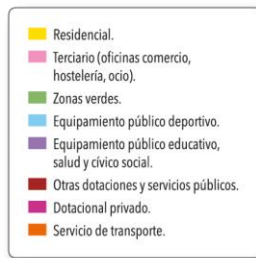 Residencial.
Terciario (oficinas comercio,
hostelería, ocio).
Zonas verdes.
Equipamiento público deportivo.
Equipamiento público educativo,
salud y cívico social.
Otras dotaciones y servicios públicos.
Dotacional privado.
Servicio de transporte.